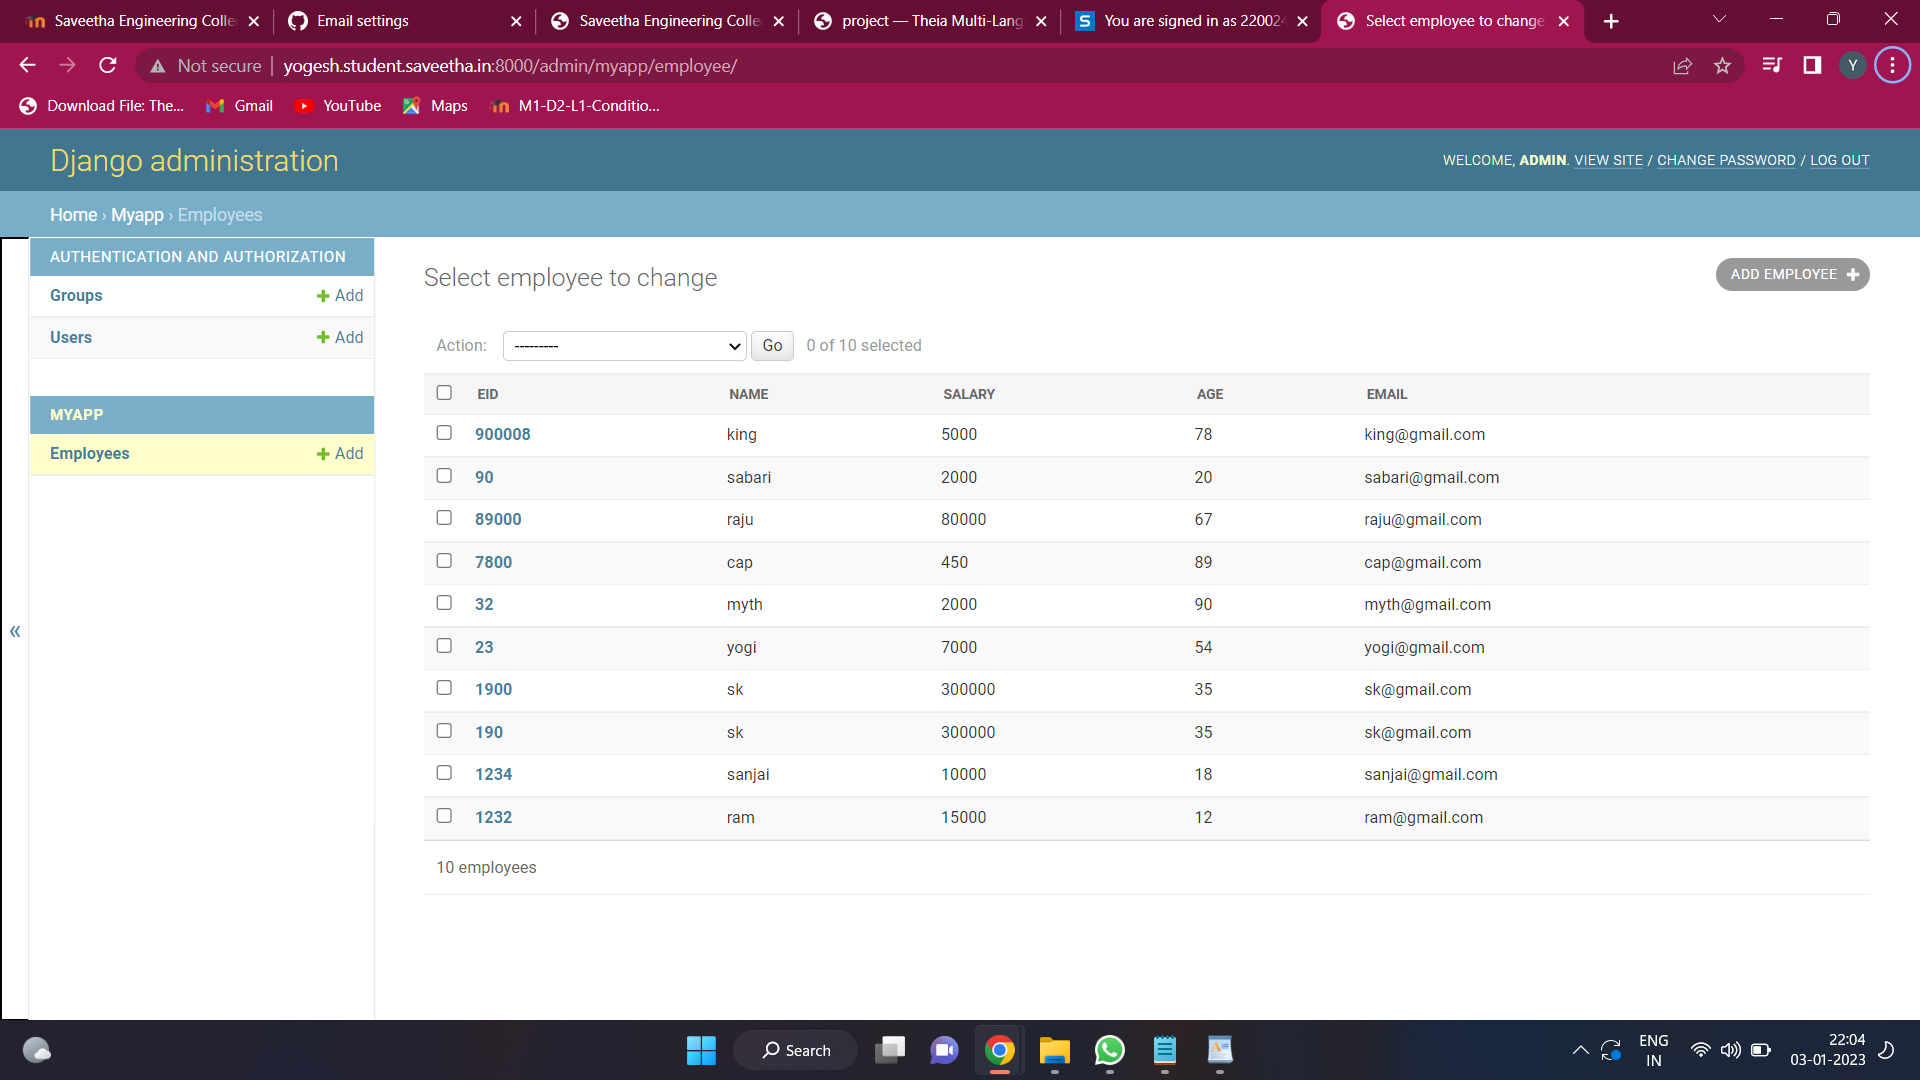 Saveetha Engineering Colle
Email settings
Saveetha Engineering Colle
project — Theia Multi-Lang
S You are signed in as 220024
Select employee to change
Not secure | yogesh.student.saveetha.in:8000/admin/myapp/employee/
Y
Download File: The...
Gmail
YouTube
Maps
M1-D2-L1-Conditio...
Django administration
WELCOME, ADMIN. VIEW SITE / CHANGE PASSWORD / LOG OUT
Home › Myapp › Employees
AUTHENTICATION AND AUTHORIZATION
Groups + Add
Users + Add
MYAPP
Employees + Add
«
Select employee to change
ADD EMPLOYEE +
Action: --------- Go 0 of 10 selected
EID NAME SALARY AGE EMAIL
900008 king 5000 78 king@gmail.com
90 sabari 2000 20 sabari@gmail.com
89000 raju 80000 67 raju@gmail.com
7800 cap 450 89 cap@gmail.com
32 myth 2000 90 myth@gmail.com
23 yogi 7000 54 yogi@gmail.com
1900 sk 300000 35 sk@gmail.com
190 sk 300000 35 sk@gmail.com
1234 sanjai 10000 18 sanjai@gmail.com
1232 ram 15000 12 ram@gmail.com
10 employees
Search
ENG
IN
22:04
03-01-2023